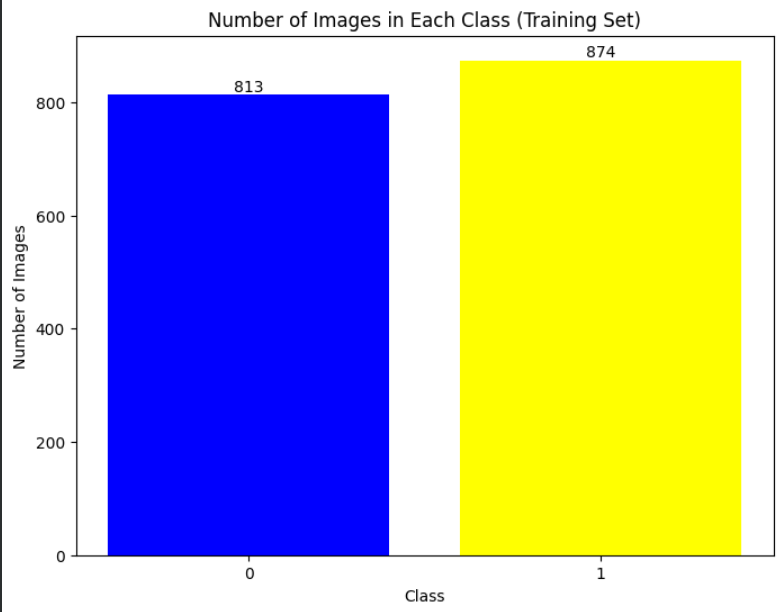 Number of Images in Each Class (Training Set)
874
813
800
600
400
200
0
Number of Images
0 1
Class